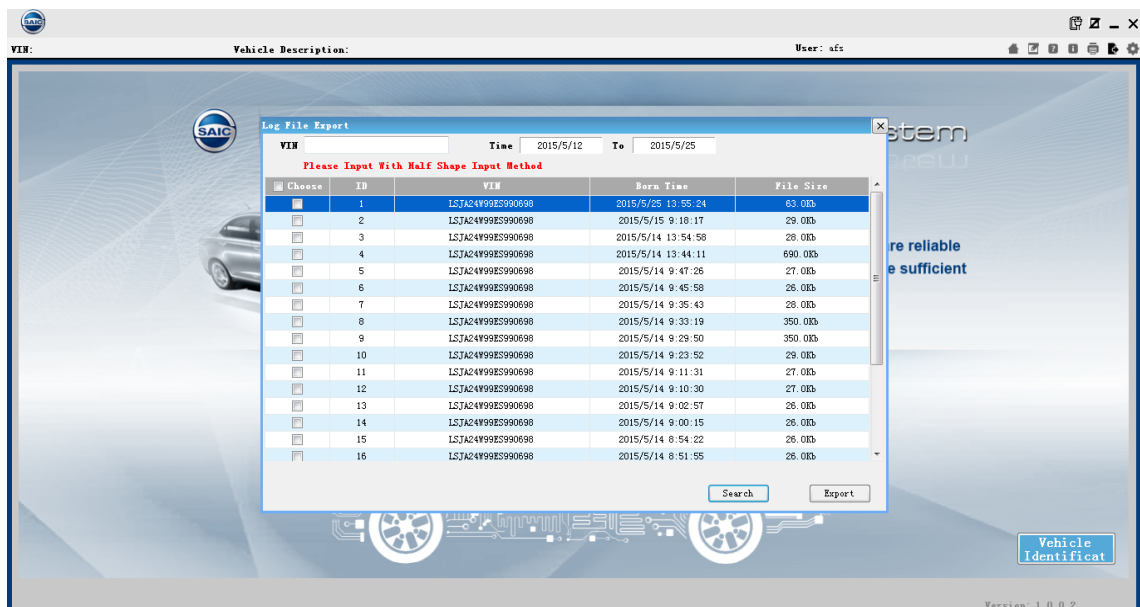 SAIC
VIN: Vehicle Description: User: afs
SAIC
stem
Log File Export
VIN Time 2015/5/12 To 2015/5/25
Please Input With Half Shape Input Method
Choose ID VIN Born Time File Size
1 LSJA24W99ES990698 2015/5/25 13:55:24 63.0Kb
2 LSJA24W99ES990698 2015/5/15 9:18:17 29.0Kb
3 LSJA24W99ES990698 2015/5/14 13:54:58 28.0Kb
4 LSJA24W99ES990698 2015/5/14 13:44:11 690.0Kb
5 LSJA24W99ES990698 2015/5/14 9:47:26 27.0Kb
6 LSJA24W99ES990698 2015/5/14 9:45:58 26.0Kb
7 LSJA24W99ES990698 2015/5/14 9:35:43 28.0Kb
8 LSJA24W99ES990698 2015/5/14 9:33:19 350.0Kb
9 LSJA24W99ES990698 2015/5/14 9:29:50 350.0Kb
10 LSJA24W99ES990698 2015/5/14 9:23:52 29.0Kb
11 LSJA24W99ES990698 2015/5/14 9:11:31 27.0Kb
12 LSJA24W99ES990698 2015/5/14 9:10:30 27.0Kb
13 LSJA24W99ES990698 2015/5/14 9:02:57 26.0Kb
14 LSJA24W99ES990698 2015/5/14 9:00:15 26.0Kb
15 LSJA24W99ES990698 2015/5/14 8:54:22 26.0Kb
16 LSJA24W99ES990698 2015/5/14 8:51:55 26.0Kb
re reliable
e sufficient
Search Export
Vehicle
Identificat
Version: 1.0.0.2